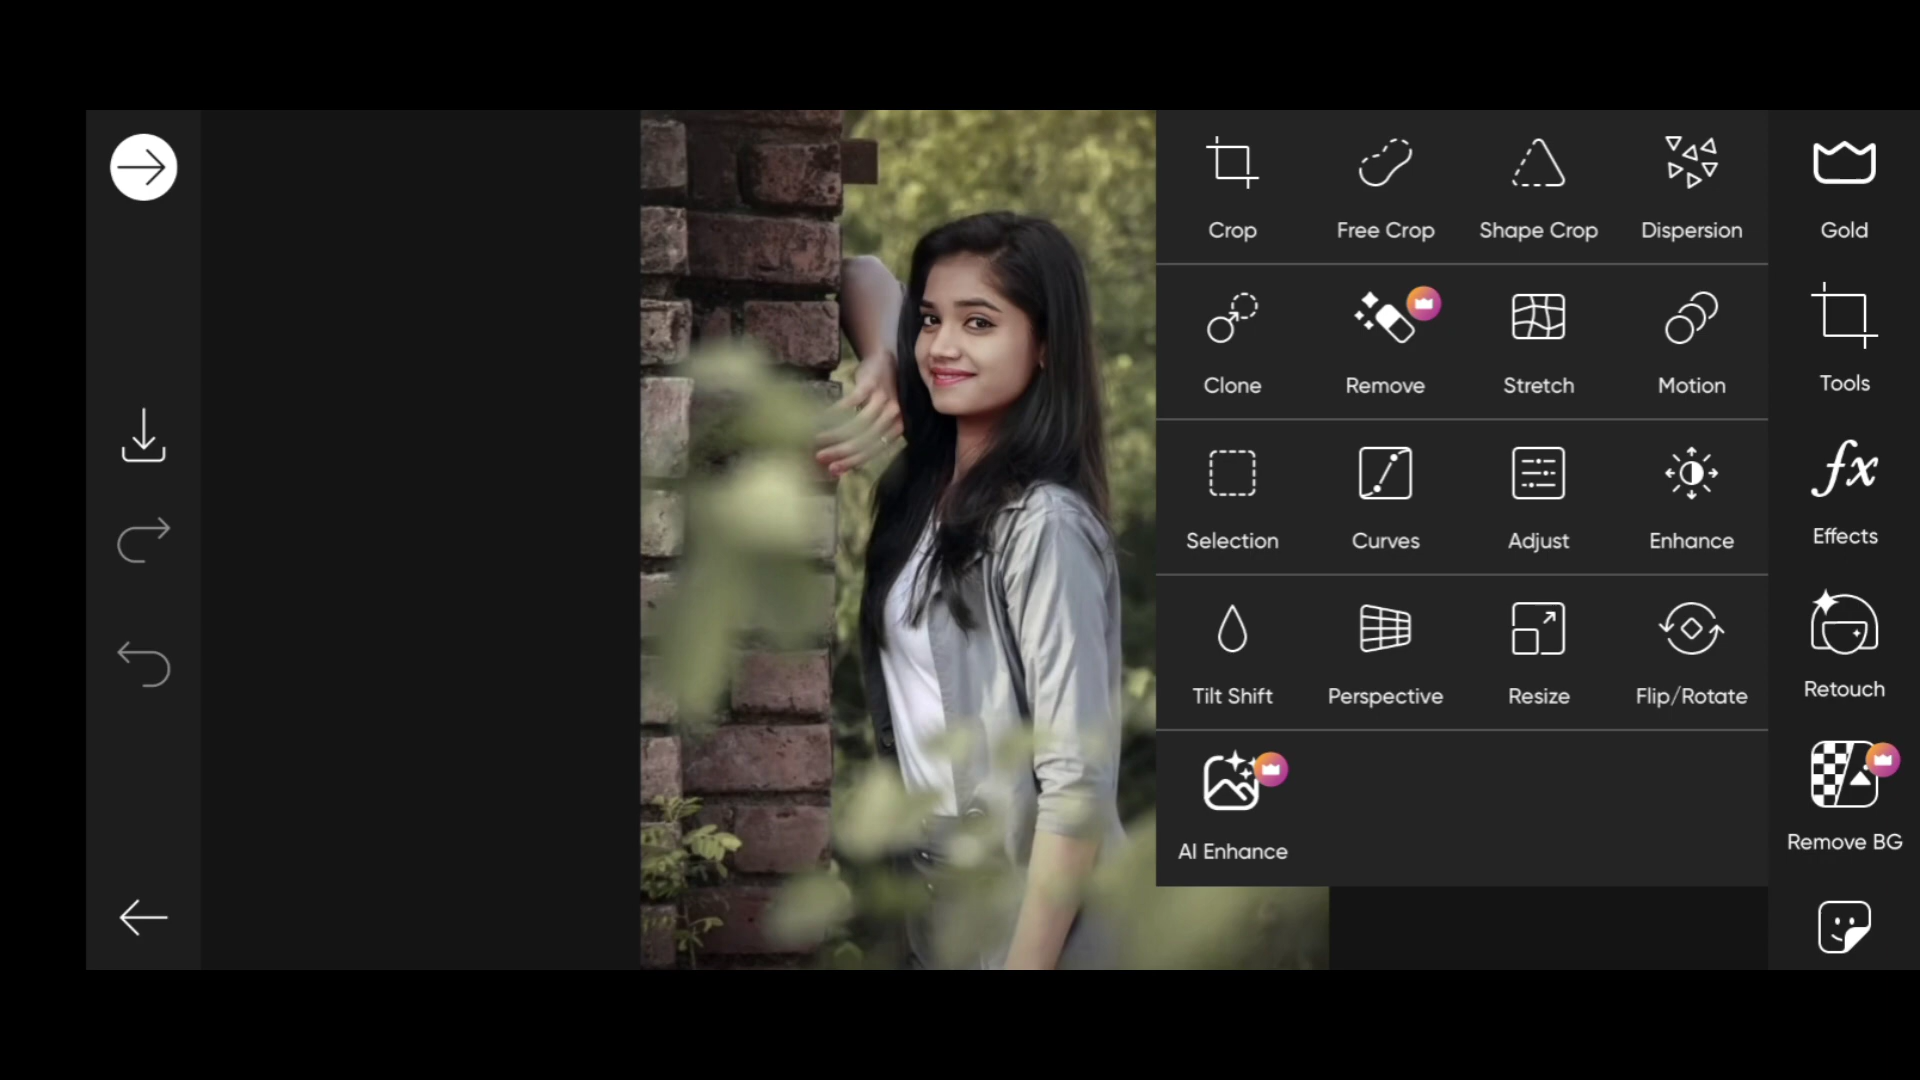 Crop Free Crop Shape Crop Dispersion
Clone Remove Stretch Motion
Selection Curves Adjust Enhance
Tilt Shift Perspective Resize Flip/Rotate
AI Enhance
Gold
Tools
fx
Effects
Retouch
Remove BG